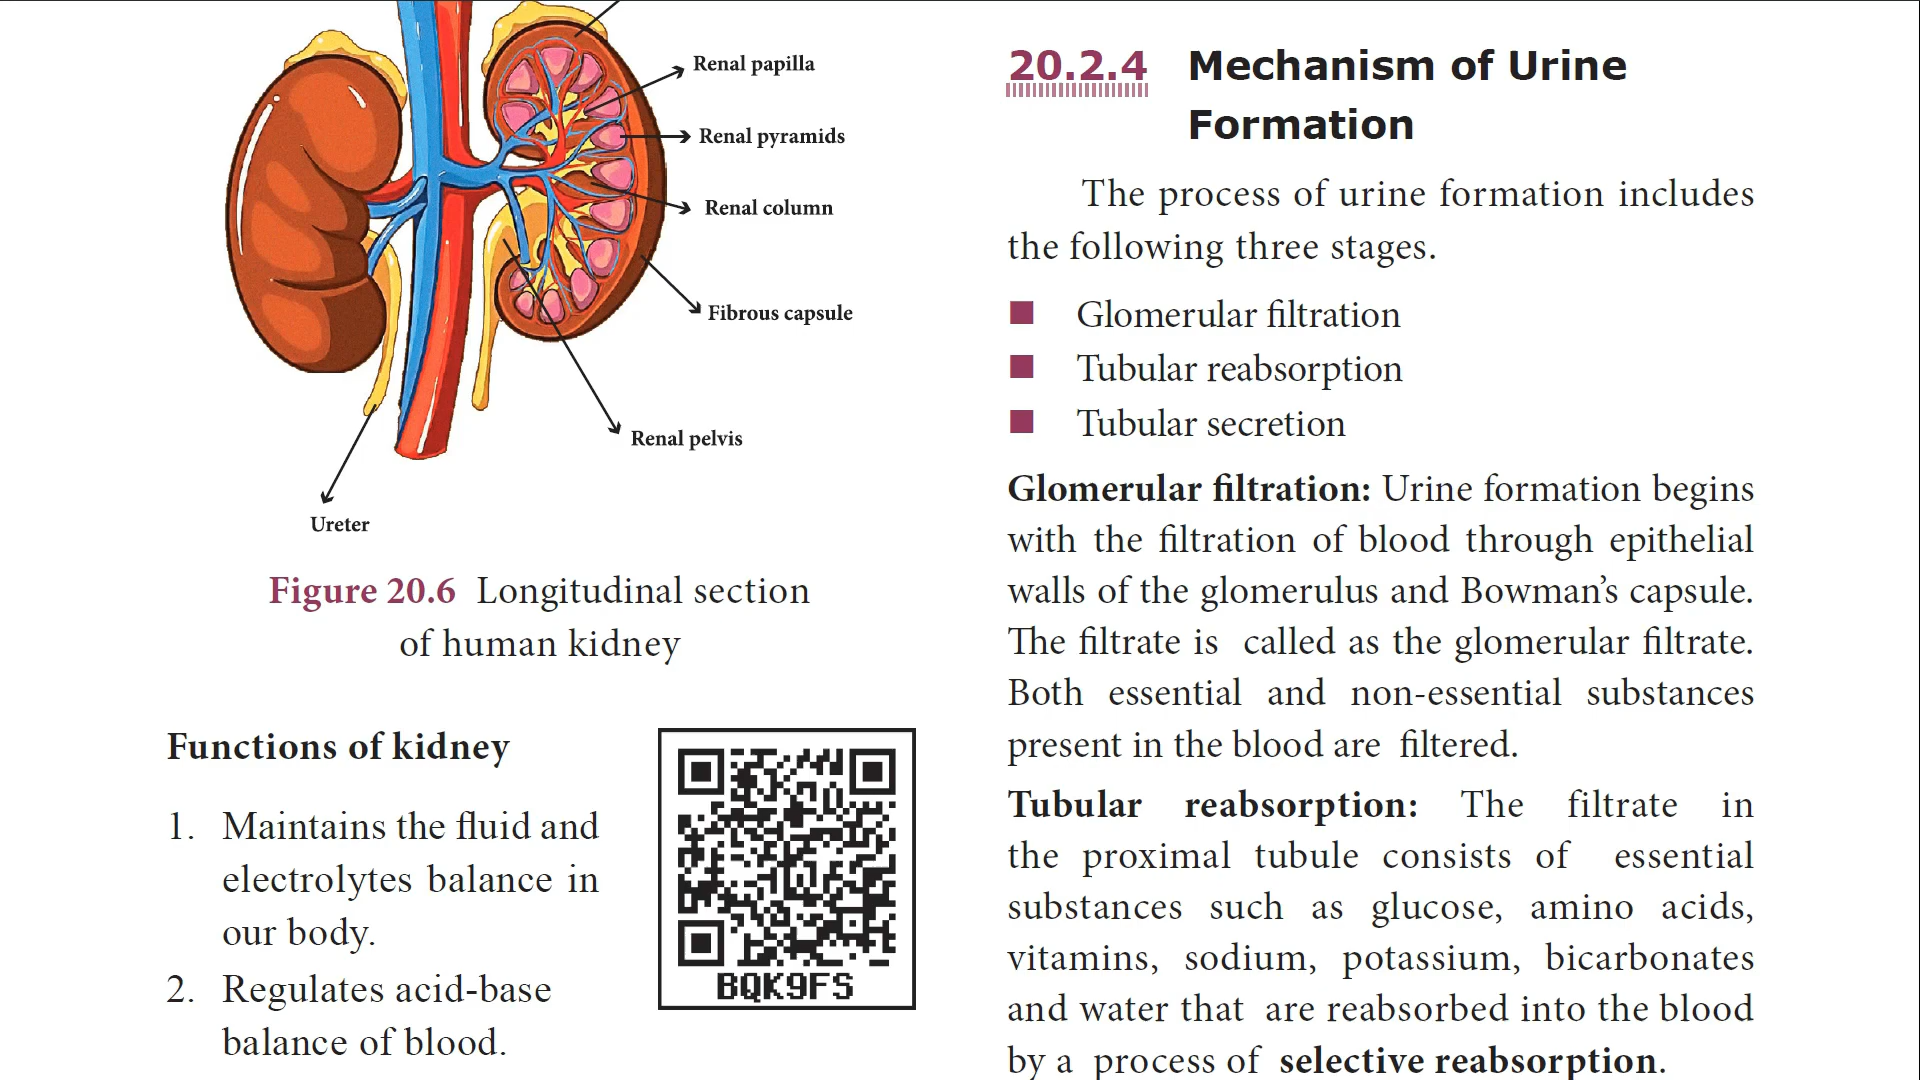 Renal papilla
Renal pyramids
Renal column
Fibrous capsule
Renal pelvis
Ureter
Figure 20.6 Longitudinal section
of human kidney
Functions of kidney
1. Maintains the fluid and
electrolytes balance in
our body.
2. Regulates acid-base
balance of blood.
BQK9FS
20.2.4 Mechanism of Urine
Formation
The process of urine formation includes
the following three stages.
■ Glomerular filtration
■ Tubular reabsorption
■ Tubular secretion
Glomerular filtration: Urine formation begins
with the filtration of blood through epithelial
walls of the glomerulus and Bowman’s capsule.
The filtrate is called as the glomerular filtrate.
Both essential and non-essential substances
present in the blood are filtered.
Tubular reabsorption: The filtrate in
the proximal tubule consists of essential
substances such as glucose, amino acids,
vitamins, sodium, potassium, bicarbonates
and water that are reabsorbed into the blood
by a process of selective reabsorption.